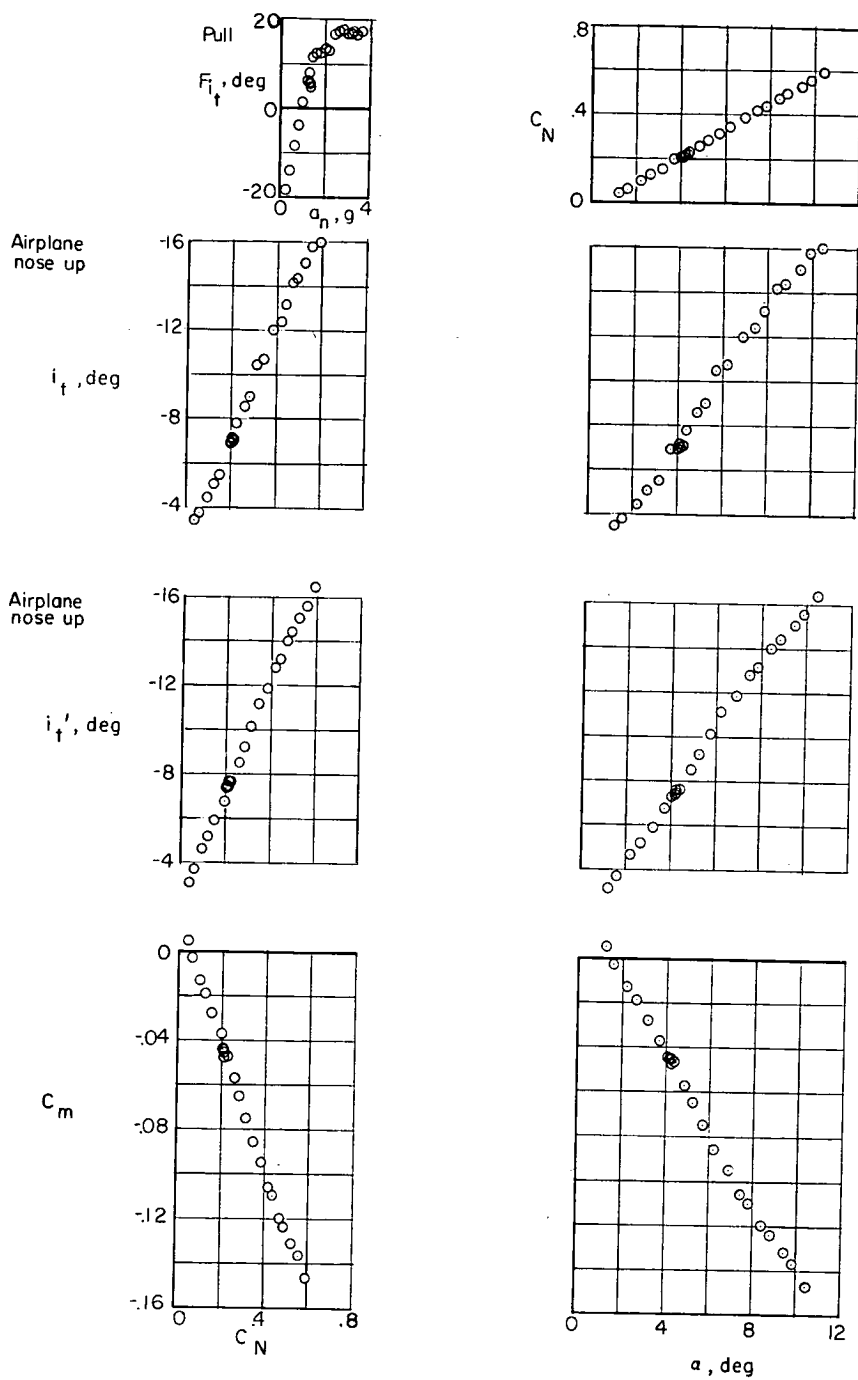 Pull
20
F_i_t, deg
0
-20
0
4
a_n, g
.8
C_N
.4
0
Airplane
nose up
-16
-12
i_t, deg
-8
-4
Airplane
nose up
-16
-12
i_t', deg
-8
-4
0
-.04
C_m
-.08
-.12
-.16
0
.4
.8
C_N
0
4
8
12
α, deg